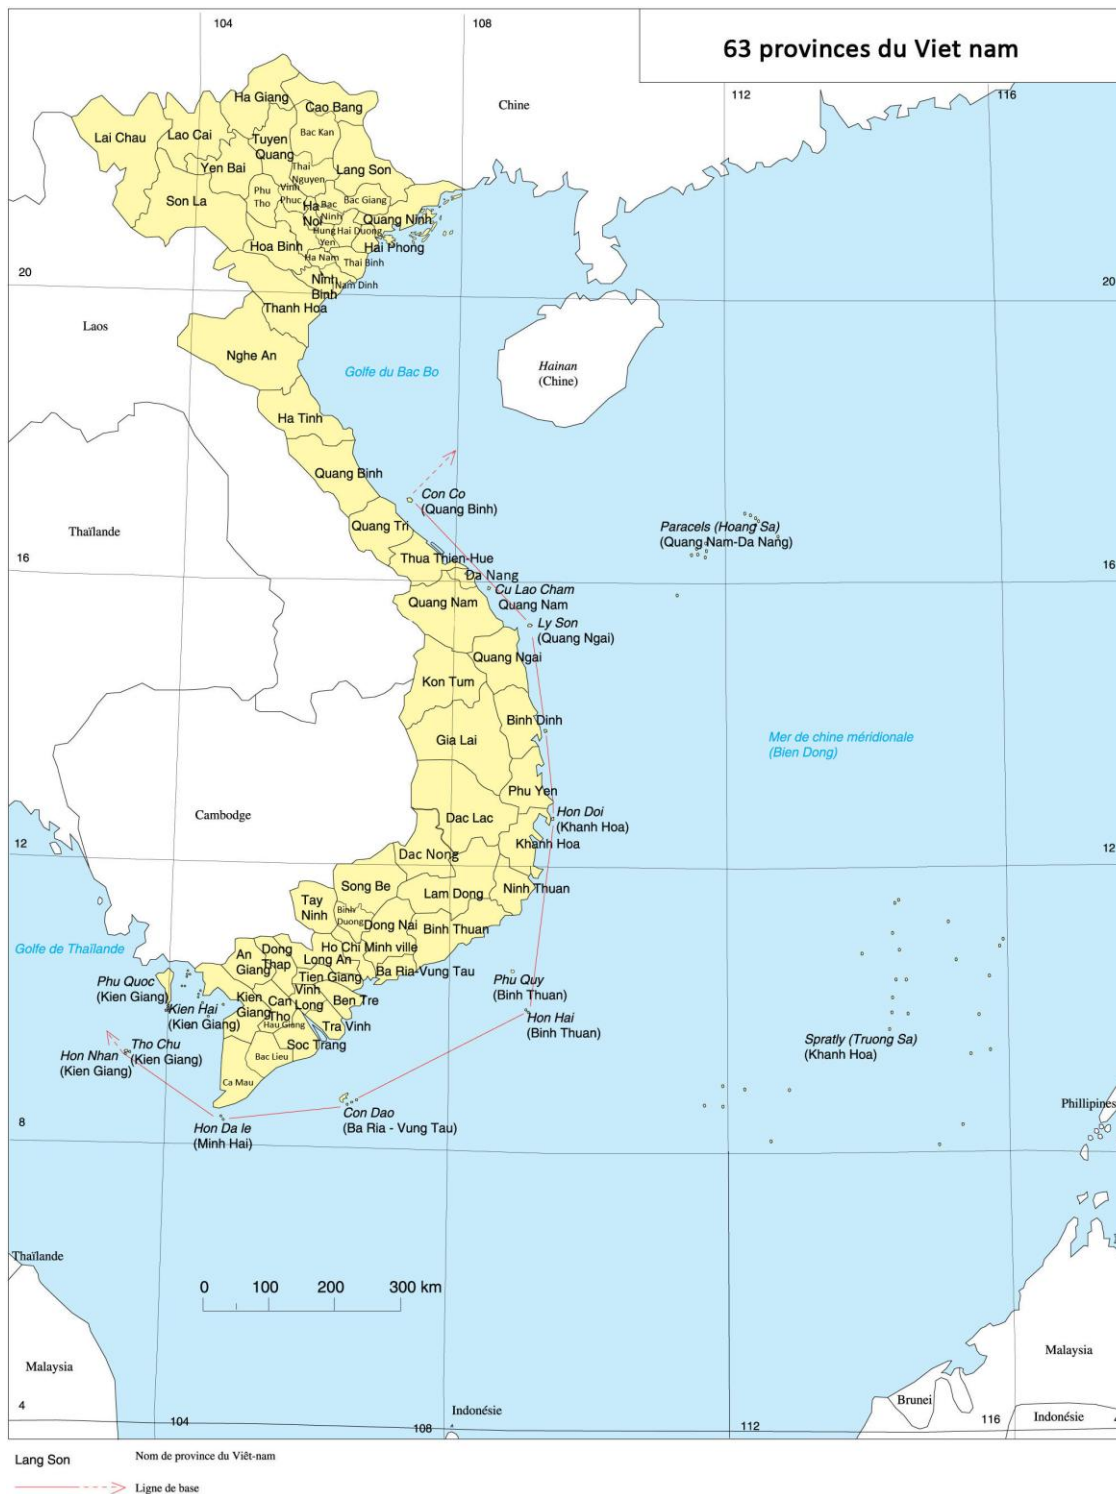 104
108
63 provinces du Viet nam
112
116
Chine
Ha Giang
Cao Bang
Lai Chau
Lao Cai
Bac Kan
Tuyen
Quang
Yen Bai
Thai
Nguyen
Lang Son
Son La
Phu
Tho
Vinh
Phuc
Bac Giang
Ha
Noi
Bac
Ninh
Quang Ninh
Hung
Yen
Hai Duong
Hoa Binh
Hai Phong
Ha Nam
Thai Binh
20
20
Ninh
Binh
Nam Dinh
Thanh Hoa
Laos
Nghe An
Golfe du Bac Bo
Hainan
(Chine)
Ha Tinh
Quang Binh
Con Co
(Quang Binh)
Thaïlande
Quang Tri
Paracels (Hoang Sa)
(Quang Nam-Da Nang)
16
16
Thua Thien-Hue
Da Nang
Cu Lao Cham
Quang Nam
Quang Nam
Ly Son
(Quang Ngai)
Quang Ngai
Kon Tum
Binh Dinh
Gia Lai
Mer de chine méridionale
(Bien Dong)
Phu Yen
Cambodge
Dac Lac
Hon Doi
(Khanh Hoa)
12
12
Khanh Hoa
Dac Nong
Song Be
Lam Dong
Ninh Thuan
Tay
Ninh
Binh
Duong
Dong Nai
Binh Thuan
Golfe de Thaïlande
Ho Chi Minh ville
An
Giang
Dong
Thap
Long An
Ba Ria-Vung Tau
Tien Giang
Phu Quoc
(Kien Giang)
Phu Quy
(Binh Thuan)
Kien
Giang
Can
Tho
Vinh
Long
Ben Tre
Kien Hai
(Kien Giang)
Hau Giang
Tra Vinh
Hon Hai
(Binh Thuan)
Tho Chu
(Kien Giang)
Hon Nhan
(Kien Giang)
Soc Trang
Bac Lieu
Spratly (Truong Sa)
(Khanh Hoa)
Ca Mau
Phillipines
8
Hon Da le
(Minh Hai)
Con Dao
(Ba Ria - Vung Tau)
8
Thaïlande
0 100 200 300 km
Malaysia
Malaysia
Brunei
Indonésie
Indonésie
4
104
108
112
116
4
Lang Son
Nom de province du Viêt-nam
Ligne de base